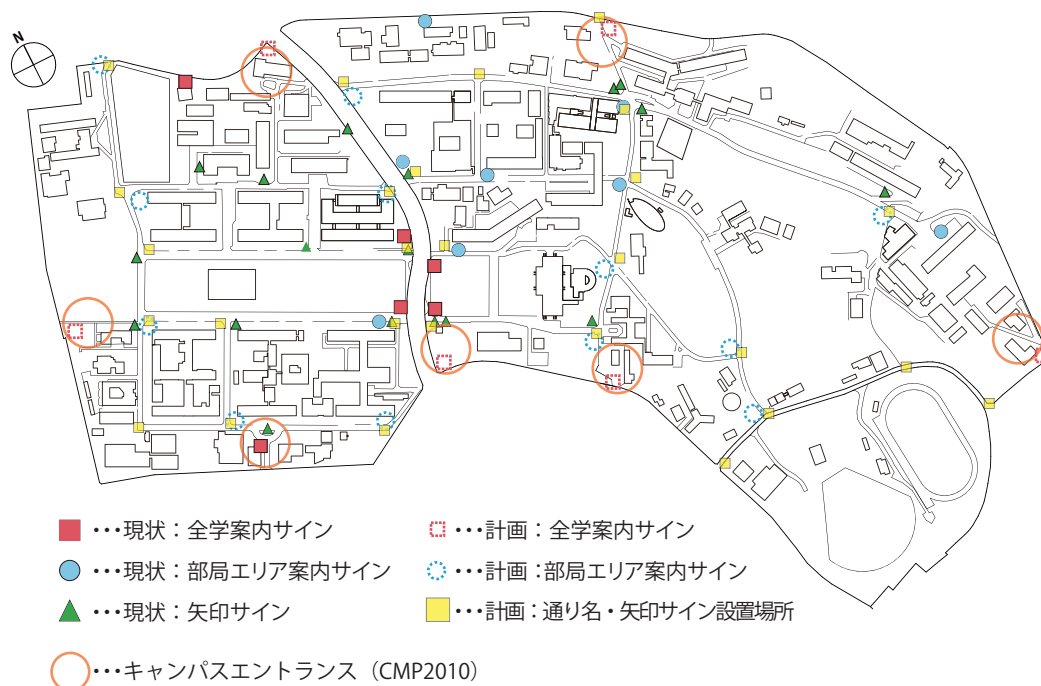 N
•••現状：全学案内サイン
•••計画：全学案内サイン
•••現状：部局エリア案内サイン
•••計画：部局エリア案内サイン
•••現状：矢印サイン
•••計画：通り名・矢印サイン設置場所
•••キャンパスエントランス（CMP2010）